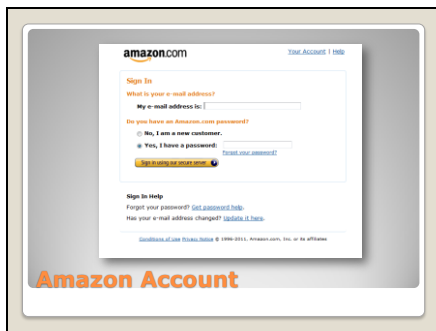 amazon.com
Your Account | Help
Sign In
What is your e-mail address?
My e-mail address is:
Do you have an Amazon.com password?
No, I am a new customer.
Yes, I have a password:
Forgot your password?
Sign in using our secure server
Sign In Help
Forgot your password? Get password help.
Has your e-mail address changed? Update it here.
Conditions of Use Privacy Notice © 1996-2011, Amazon.com, Inc. or its affiliates
Amazon Account